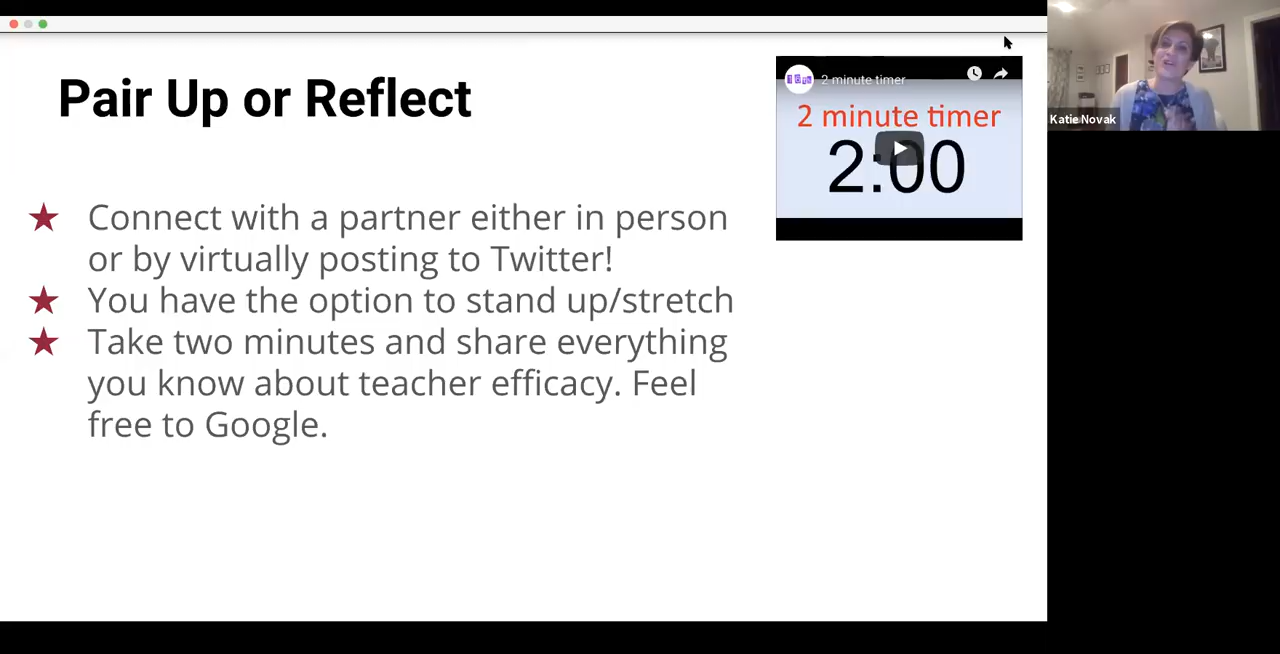 Pair Up or Reflect
2 minute timer
2 minute timer
2:00
Katie Novak
★ Connect with a partner either in person
or by virtually posting to Twitter!
★ You have the option to stand up/stretch
★ Take two minutes and share everything
you know about teacher efficacy. Feel
free to Google.